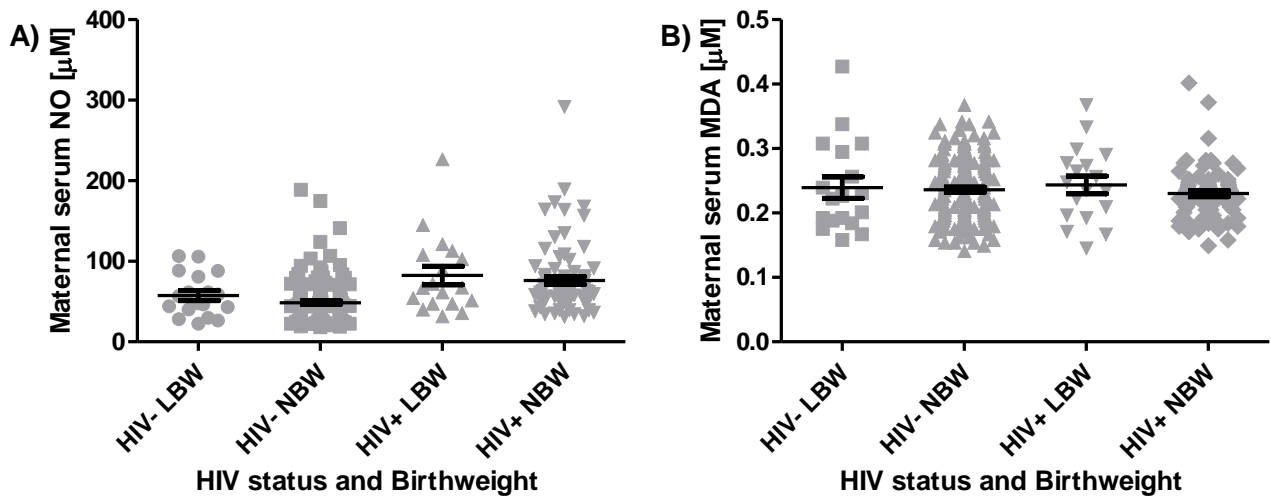 A)
Maternal serum NO [µM]
400
300
200
100
0
HIV- LBW
HIV- NBW
HIV+ LBW
HIV+ NBW
HIV status and Birthweight
B)
Maternal serum MDA [µM]
0.5
0.4
0.3
0.2
0.1
0.0
HIV- LBW
HIV- NBW
HIV+ LBW
HIV+ NBW
HIV status and Birthweight